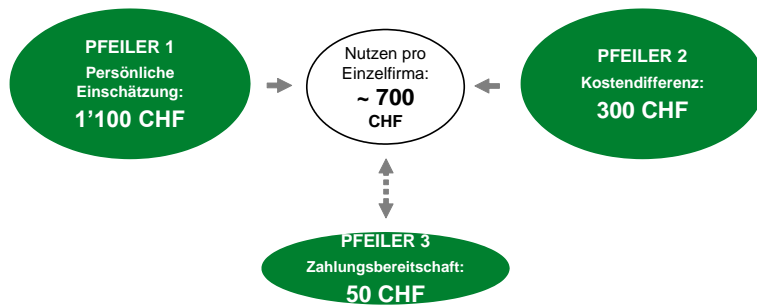 PFEILER 1
Persönliche
Einschätzung:
1’100 CHF
Nutzen pro
Einzelfirma:
~ 700
CHF
PFEILER 2
Kostendifferenz:
300 CHF
PFEILER 3
Zahlungsbereitschaft:
50 CHF